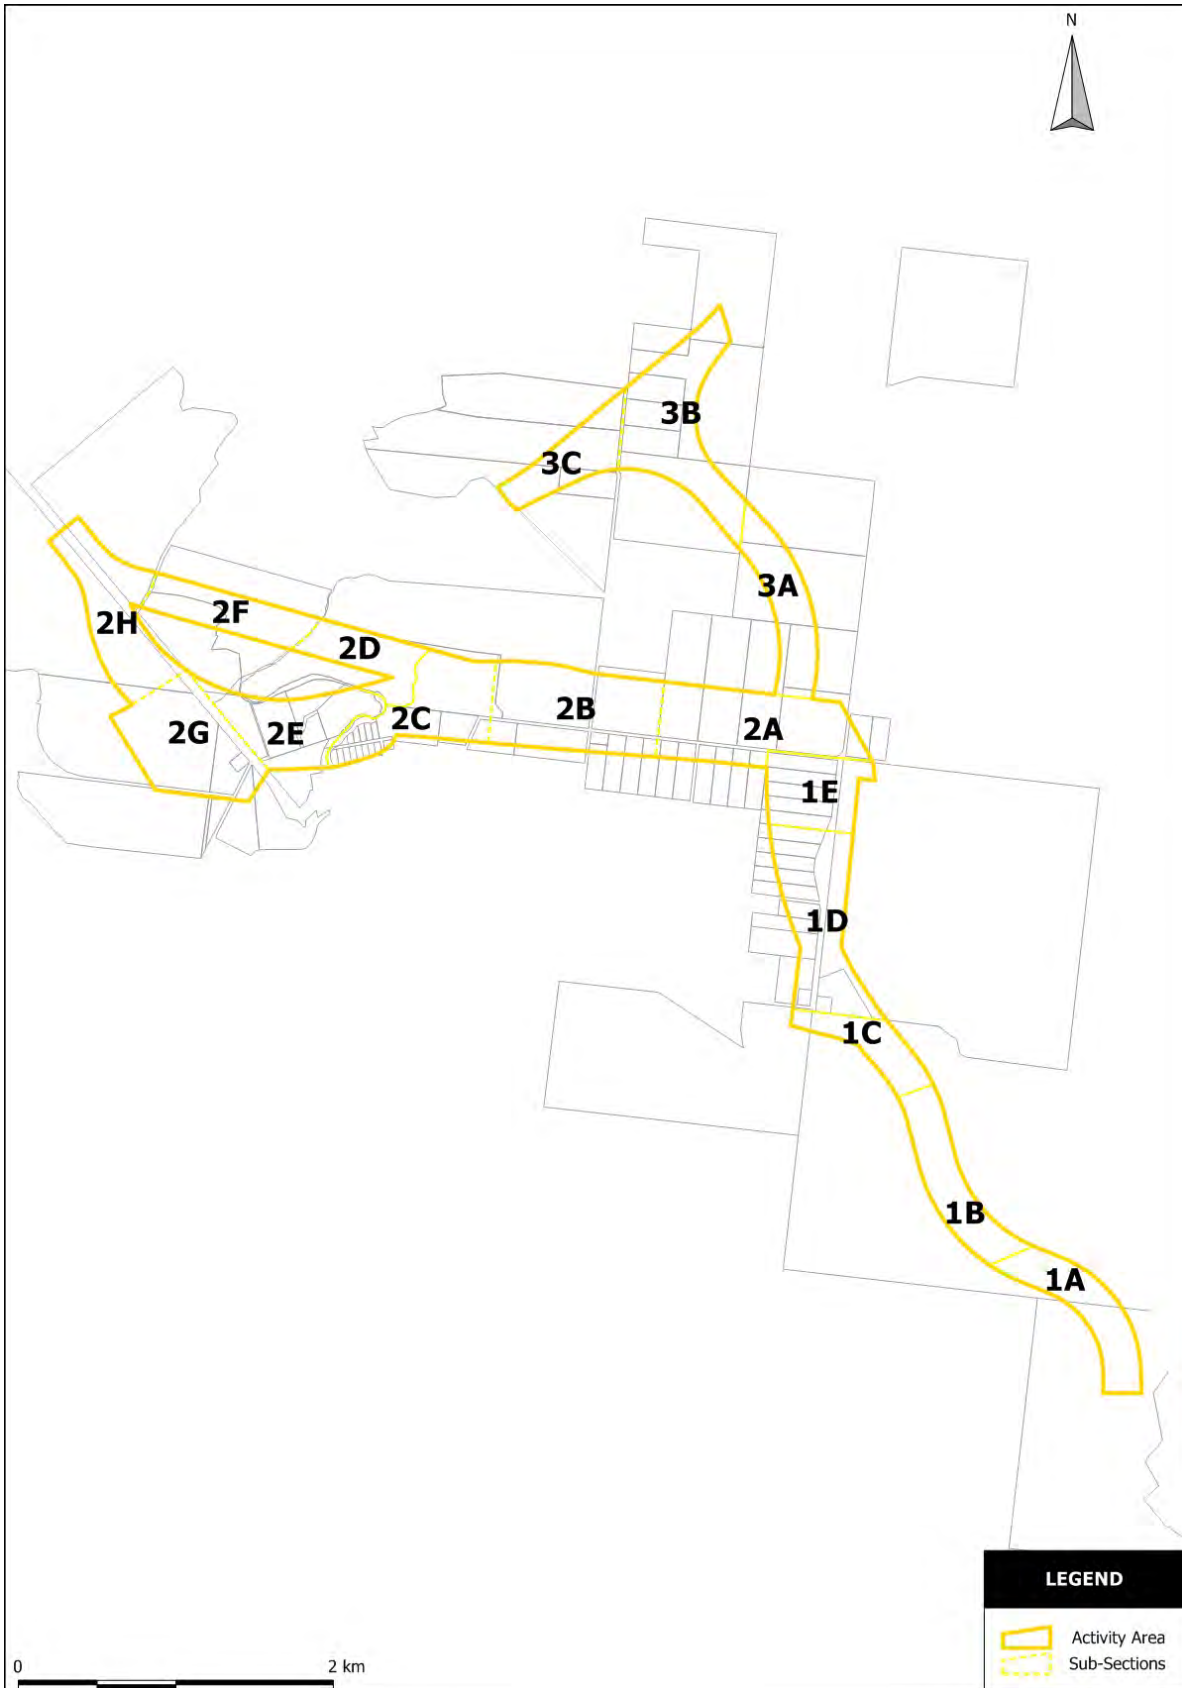 N
3B
3C
3A
2F
2H
2D
2B
2C
2A
2G
2E
1E
1D
1C
1B
1A
LEGEND
Activity Area
Sub-Sections
0 2 km